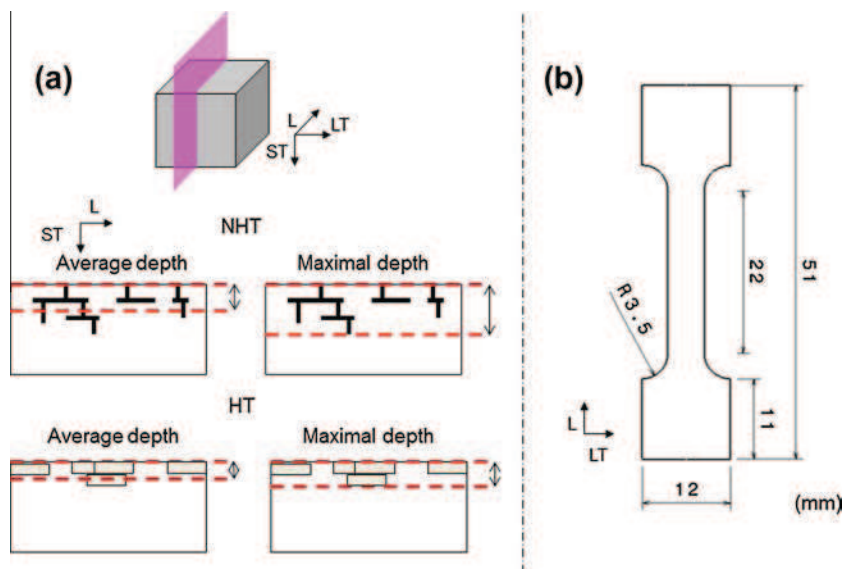 (a)
L
LT
ST
L
ST
NHT
Average depth
Maximal depth
HT
Average depth
Maximal depth
(b)
R3.5
22
51
11
L
LT
12
(mm)